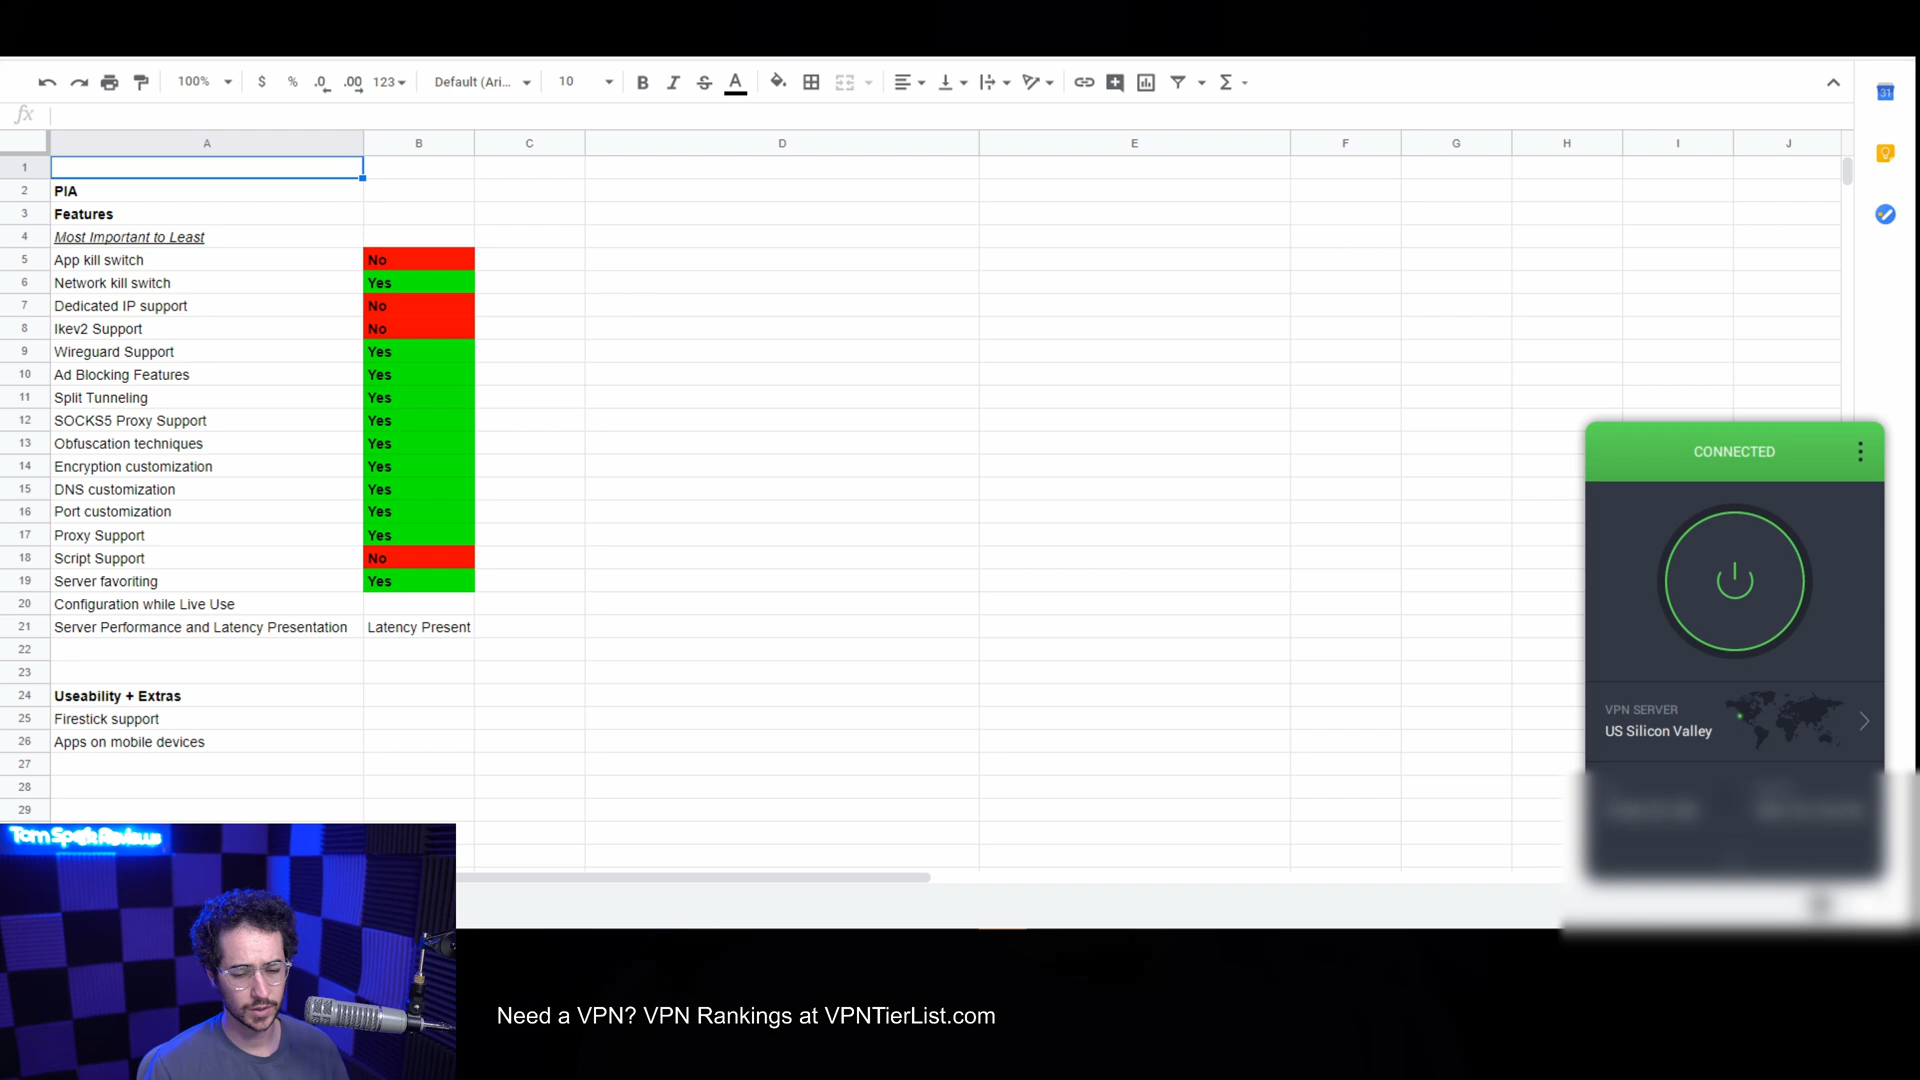 100% $ % .0 .00 123 Default (Ari... 10 B I S A Σ
fx
31
A B C D E F G H I J
1
2 PIA
3 Features
4 Most Important to Least
5 App kill switch No
6 Network kill switch Yes
7 Dedicated IP support No
8 Ikev2 Support No
9 Wireguard Support Yes
10 Ad Blocking Features Yes
11 Split Tunneling Yes
12 SOCKS5 Proxy Support Yes
13 Obfuscation techniques Yes
14 Encryption customization Yes
15 DNS customization Yes
16 Port customization Yes
17 Proxy Support Yes
18 Script Support No
19 Server favoriting Yes
20 Configuration while Live Use
21 Server Performance and Latency Presentation Latency Present
22
23
24 Useability + Extras
25 Firestick support
26 Apps on mobile devices
27
28
29
CONNECTED
VPN SERVER
US Silicon Valley
Tom Spark Reviews
Need a VPN? VPN Rankings at VPNTierList.com